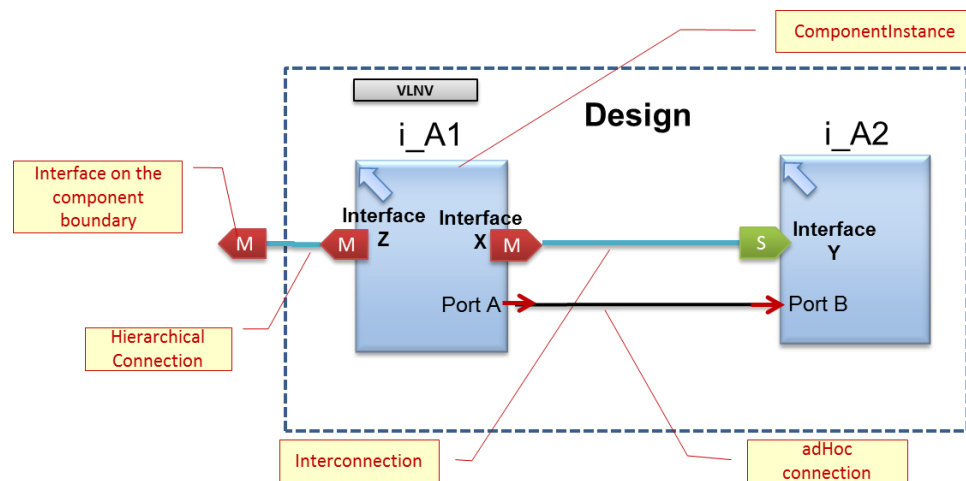 ComponentInstance
VLNV
Design
i_A1
i_A2
Interface on the
component
boundary
Interface
Z
Interface
X
Interface
Y
M
M
M
S
Port A
Port B
Hierarchical
Connection
Interconnection
adHoc
connection